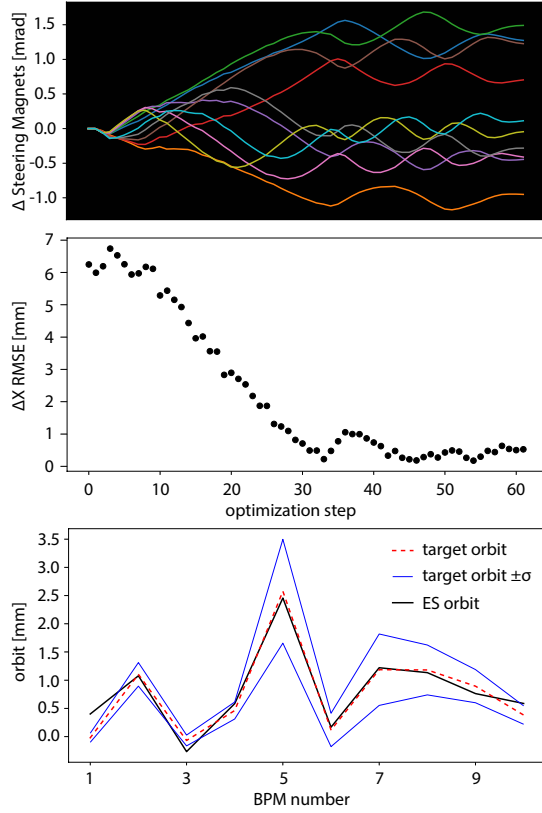 Δ Steering Magnets [mrad]
1.5
1.0
0.5
0.0
-0.5
-1.0
ΔX RMSE [mm]
7
6
5
4
3
2
1
0
0 10 20 30 40 50 60
optimization step
orbit [mm]
3.5
3.0
2.5
2.0
1.5
1.0
0.5
0.0
target orbit
target orbit ±σ
ES orbit
1 3 5 7 9
BPM number